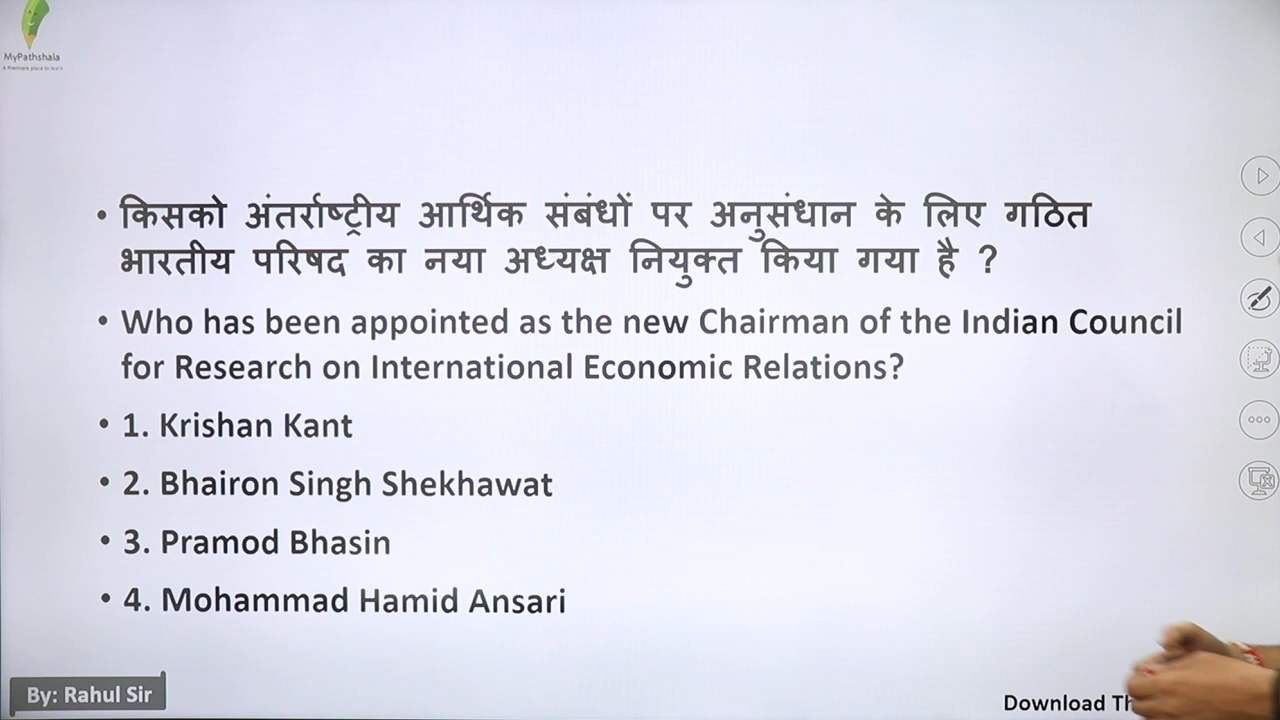 MyPathshala
• किसको अंतर्राष्ट्रीय आर्थिक संबंधों पर अनुसंधान के लिए गठित
भारतीय परिषद का नया अध्यक्ष नियुक्त किया गया है ?
• Who has been appointed as the new Chairman of the Indian Council
for Research on International Economic Relations?
• 1. Krishan Kant
• 2. Bhairon Singh Shekhawat
• 3. Pramod Bhasin
• 4. Mohammad Hamid Ansari
By: Rahul Sir
Download